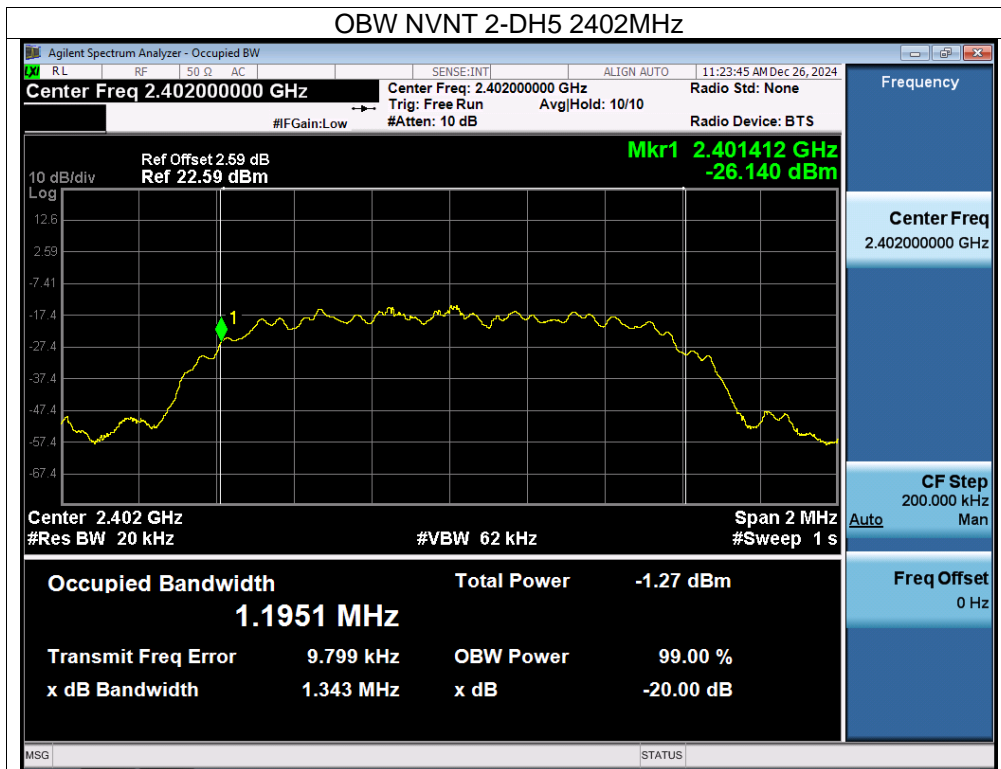 OBW NVNT 2-DH5 2402MHz
Agilent Spectrum Analyzer - Occupied BW
LXI RL RF 50 Ω AC SENSE:INT ALIGN AUTO 11:23:45 AM Dec 26, 2024
Center Freq 2.402000000 GHz
Center Freq: 2.402000000 GHz
Radio Std: None
Trig: Free Run Avg|Hold: 10/10
#IFGain:Low #Atten: 10 dB Radio Device: BTS
Mkr1 2.401412 GHz
-26.140 dBm
Ref Offset 2.59 dB
10 dB/div Ref 22.59 dBm
Log
12.6
2.59
-7.41
-17.4
1
-27.4
-37.4
-47.4
-57.4
-67.4
Center 2.402 GHz Span 2 MHz
#Res BW 20 kHz #VBW 62 kHz #Sweep 1 s
Occupied Bandwidth Total Power -1.27 dBm
1.1951 MHz
Transmit Freq Error 9.799 kHz OBW Power 99.00 %
x dB Bandwidth 1.343 MHz x dB -20.00 dB
MSG STATUS
Frequency
Center Freq
2.402000000 GHz
CF Step
200.000 kHz
Auto Man
Freq Offset
0 Hz